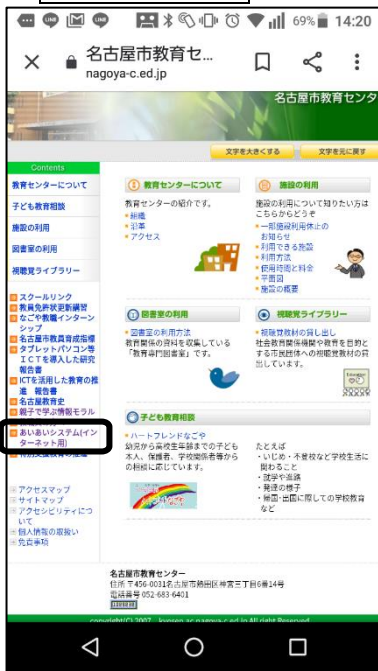 69% 14:20
名古屋市教育セ...
nagoya-c.ed.jp
名古屋市教育センタ
文字を大きくする
文字を元に戻す
Contents
教育センターについて
子ども教育相談
施設の利用
図書室の利用
視聴覚ライブラリー
スクールリンク
教員免許状更新講習
なごや教職インターン
シップ
名古屋市教員育成指標
タブレットパソコン等
ICTを導入した研究
報告書
ICTを活用した教育の推
進 報告書
名古屋教育史
親子で学ぶ情報モラル
あいあいシステム(イン
ターネット用)
アクセスマップ
サイトマップ
アクセシビリティにつ
いて
個人情報の取扱い
免責事項
教育センターについて
教育センターの紹介です。
組織
沿革
アクセス
施設の利用
施設の利用について知りたい方は
こちらからどうぞ
一部施設利用休止の
お知らせ
利用できる施設
利用方法
使用時間と料金
平面図
施設の概要
図書室の利用
図書室の利用方法
教育関係の資料を収集している
「教育専門図書室」です。
視聴覚ライブラリー
視聴覚教材の貸し出し
社会教育関係機関や教育を目的と
する市民団体への視聴覚教材の貸
出しています。
子ども教育相談
ハートフレンドなごや
幼児から高校生年齢までの子ども
本人、保護者、学校関係者等から
の相談に応じています。
たとえば
・いじめ・不登校など学校生活に
関わること
・就学や進路
・発達の様子
・帰国・出国に際しての学校教育
など
名古屋市教育センター
住所 〒456-0031名古屋市熱田区神宮三丁目6番14号
電話番号 052-683-6401